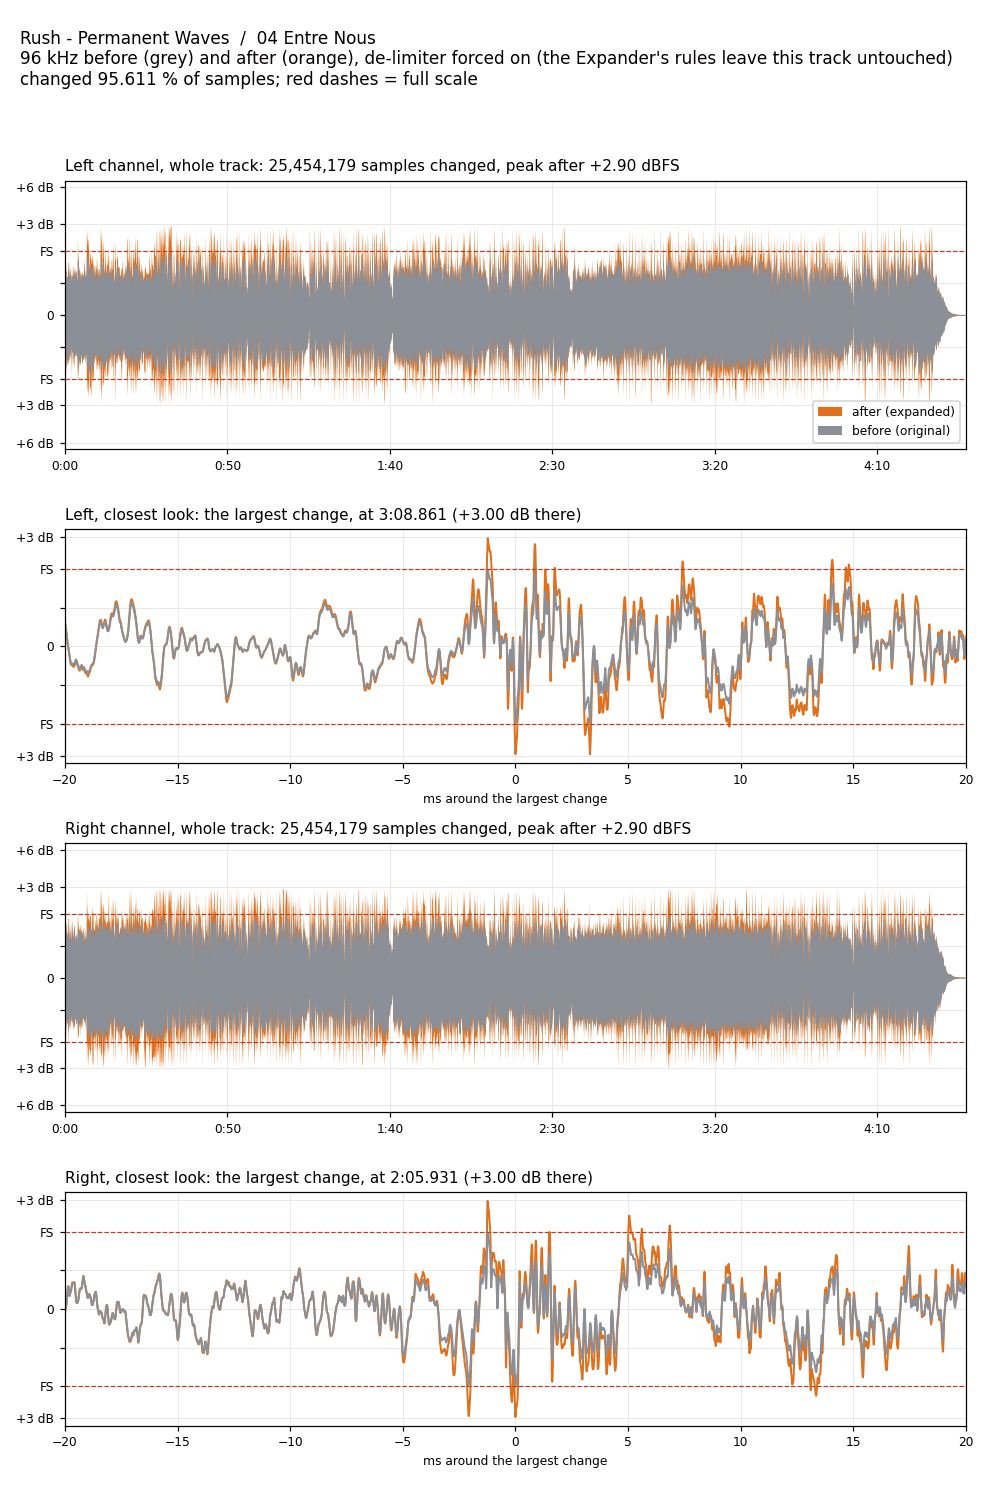 Rush - Permanent Waves  /  04 Entre Nous
96 kHz before (grey) and after (orange), de-limiter forced on (the Expander's rules leave this track untouched)
changed 95.611 % of samples; red dashes = full scale
Left channel, whole track: 25,454,179 samples changed, peak after +2.90 dBFS
+6 dB
+3 dB
FS
0
FS
+3 dB
+6 dB
after (expanded)
before (original)
0:00 0:50 1:40 2:30 3:20 4:10
Left, closest look: the largest change, at 3:08.861 (+3.00 dB there)
+3 dB
FS
0
FS
+3 dB
−20 −15 −10 −5 0 5 10 15 20
ms around the largest change
Right channel, whole track: 25,454,179 samples changed, peak after +2.90 dBFS
+6 dB
+3 dB
FS
0
FS
+3 dB
+6 dB
0:00 0:50 1:40 2:30 3:20 4:10
Right, closest look: the largest change, at 2:05.931 (+3.00 dB there)
+3 dB
FS
0
FS
+3 dB
−20 −15 −10 −5 0 5 10 15 20
ms around the largest change